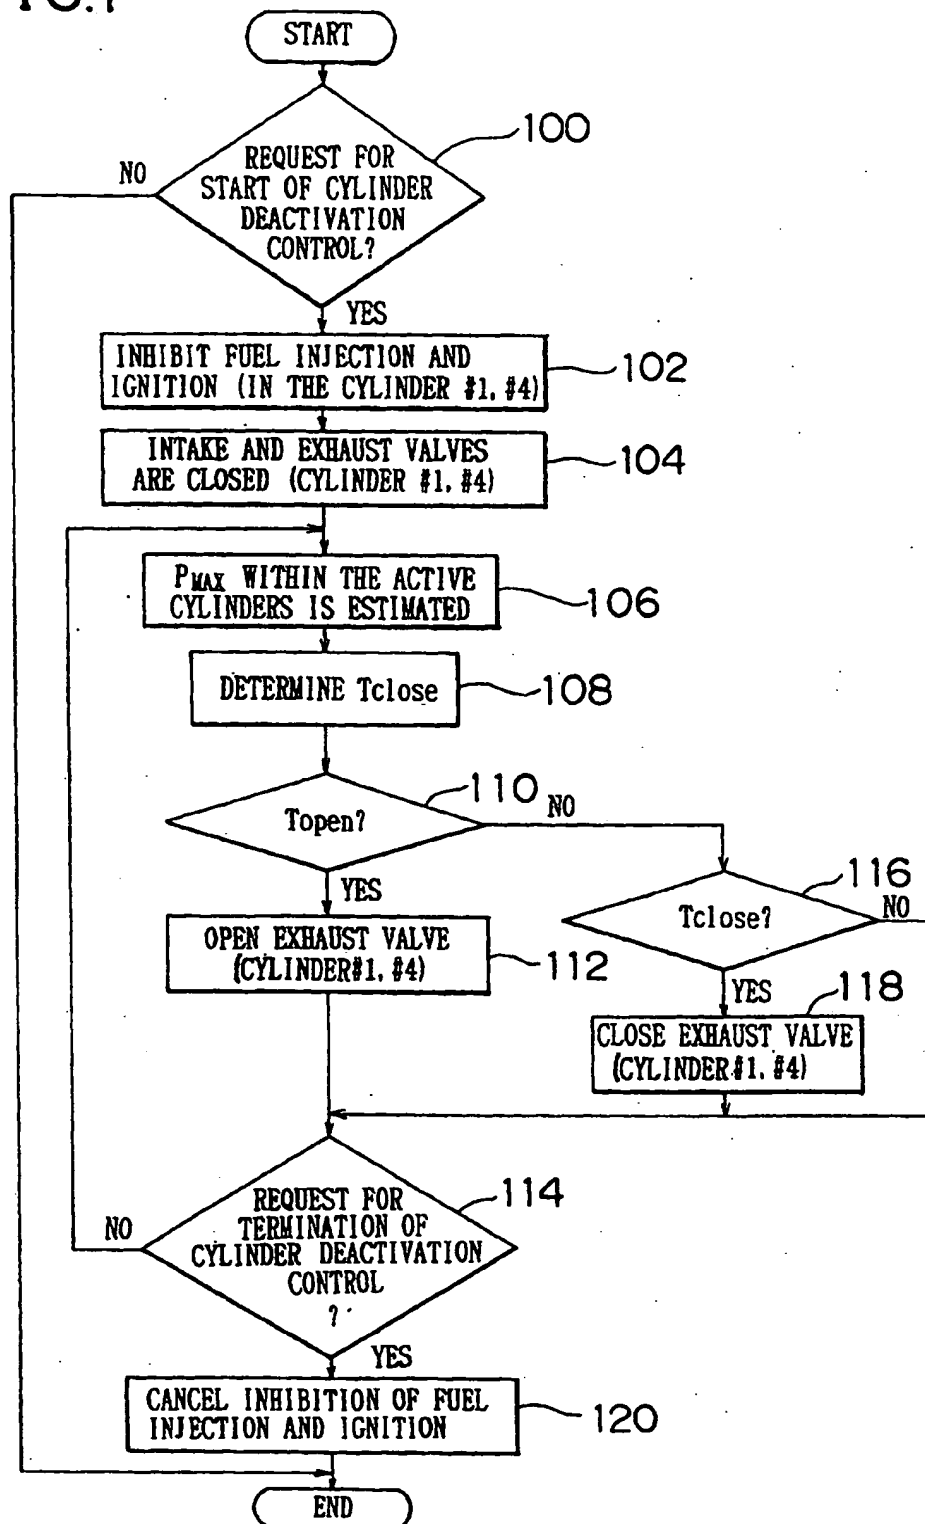 START
100
REQUEST FOR
START OF CYLINDER
DEACTIVATION
CONTROL?
NO
YES
INHIBIT FUEL INJECTION AND
IGNITION (IN THE CYLINDER #1, #4)
102
INTAKE AND EXHAUST VALVES
ARE CLOSED (CYLINDER #1, #4)
104
PMAX WITHIN THE ACTIVE
CYLINDERS IS ESTIMATED
106
DETERMINE Tclose
108
110
Topen?
NO
YES
116
Tclose?
NO
OPEN EXHAUST VALVE
(CYLINDER#1, #4)
112
YES
118
CLOSE EXHAUST VALVE
(CYLINDER#1, #4)
114
REQUEST FOR
TERMINATION OF
CYLINDER DEACTIVATION
CONTROL
?
NO
YES
CANCEL INHIBITION OF FUEL
INJECTION AND IGNITION
120
END